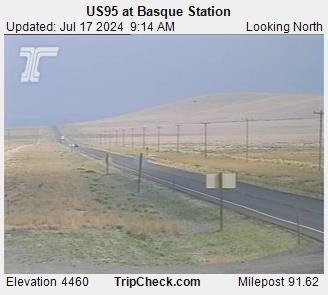 US95 at Basque Station
Updated: Jul 17 2024 9:14 AM Looking North
Elevation 4460 TripCheck.com Milepost 91.62